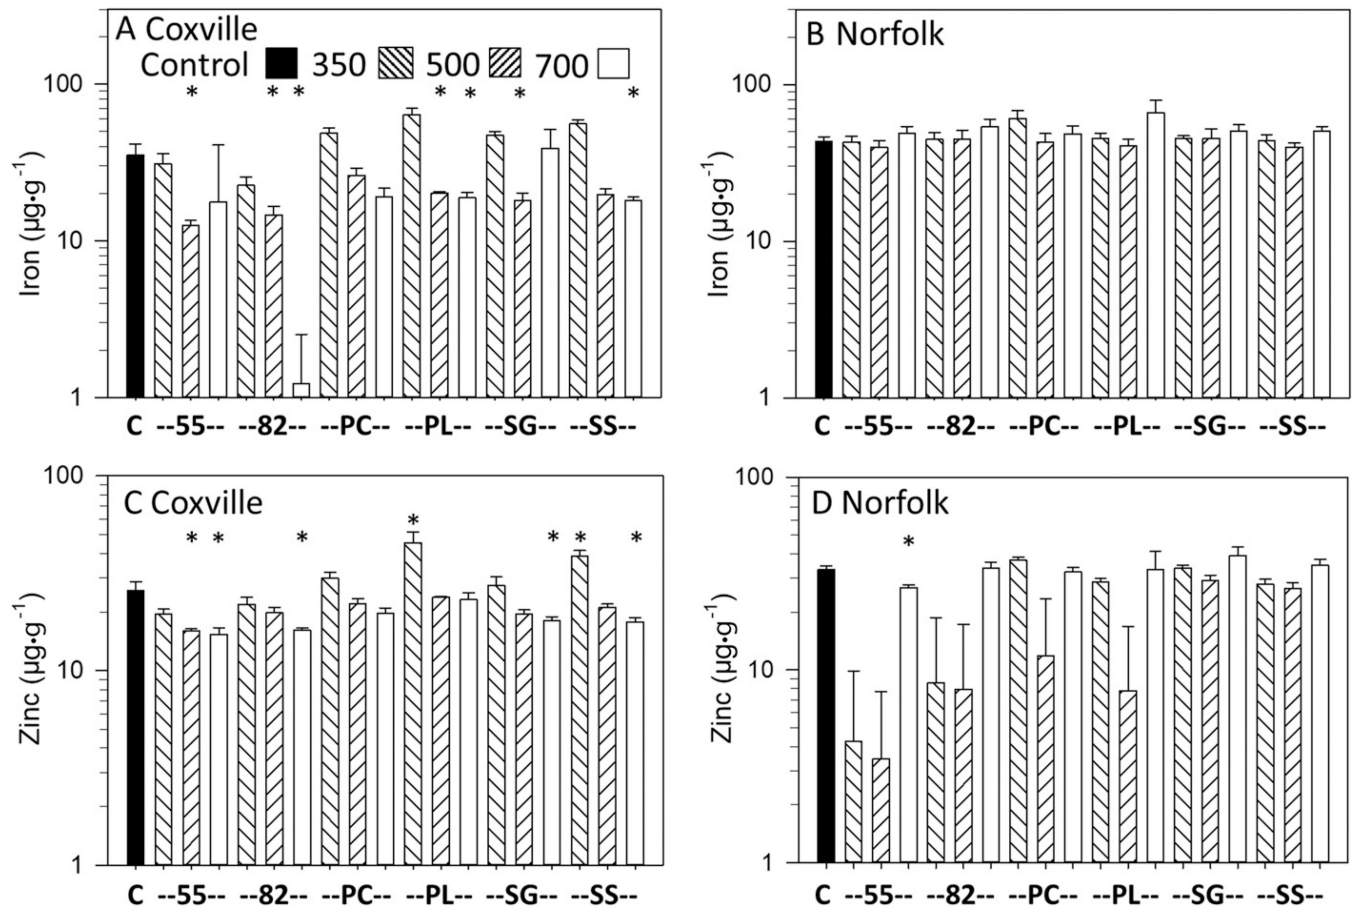 A Coxville
Control 350 500 700
* * * * * * *
100
10
1
Iron (µg•g⁻¹)
C --55-- --82-- --PC-- --PL-- --SG-- --SS--
B Norfolk
100
10
1
Iron (µg•g⁻¹)
C --55-- --82-- --PC-- --PL-- --SG-- --SS--
C Coxville
* * * * * * *
100
10
1
Zinc (µg•g⁻¹)
C --55-- --82-- --PC-- --PL-- --SG-- --SS--
D Norfolk
*
100
10
1
Zinc (µg•g⁻¹)
C --55-- --82-- --PC-- --PL-- --SG-- --SS--